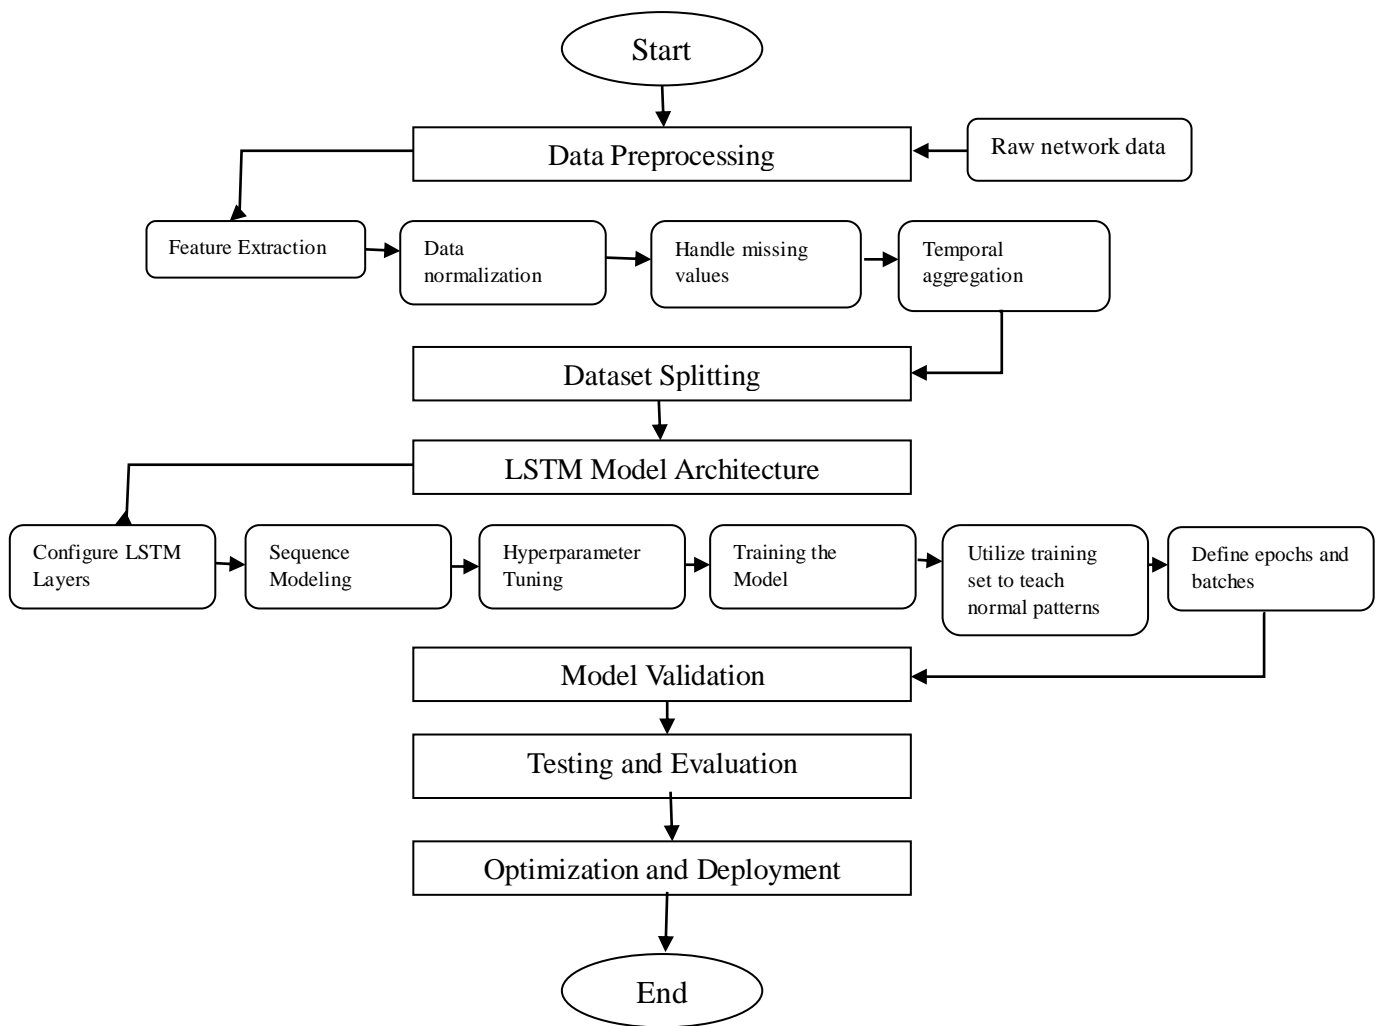 Start
Data Preprocessing
Raw network data
Feature Extraction
Data
normalization
Handle missing
values
Temporal
aggregation
Dataset Splitting
LSTM Model Architecture
Configure LSTM
Layers
Sequence
Modeling
Hyperparameter
Tuning
Training the
Model
Utilize training
set to teach
normal patterns
Define epochs and
batches
Model Validation
Testing and Evaluation
Optimization and Deployment
End